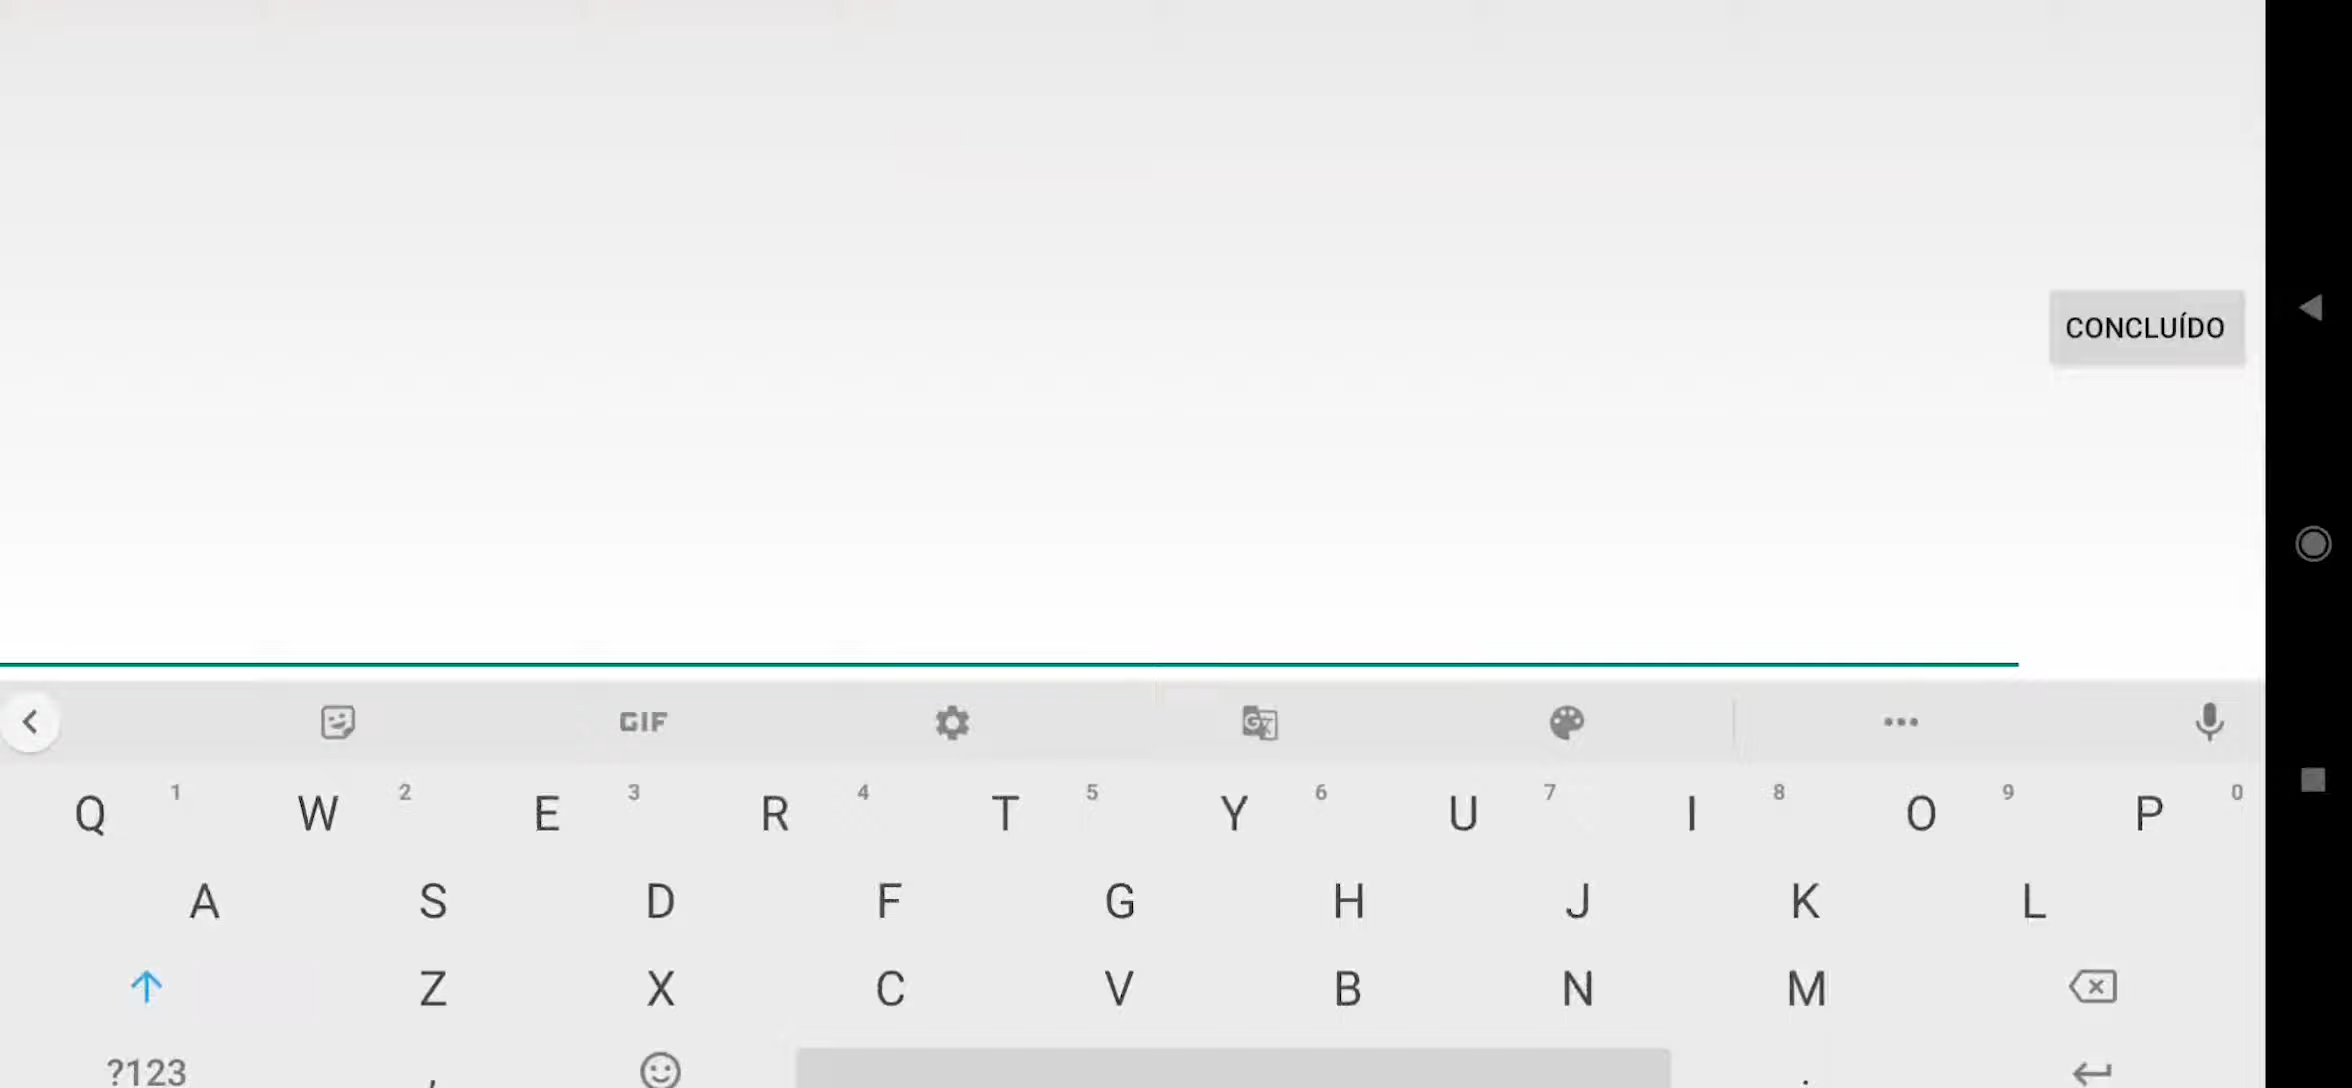 CONCLUÍDO
GIF
Q 1 W 2 E 3 R 4 T 5 Y 6 U 7 I 8 O 9 P 0
A S D F G H J K L
Z X C V B N M
?123 , .